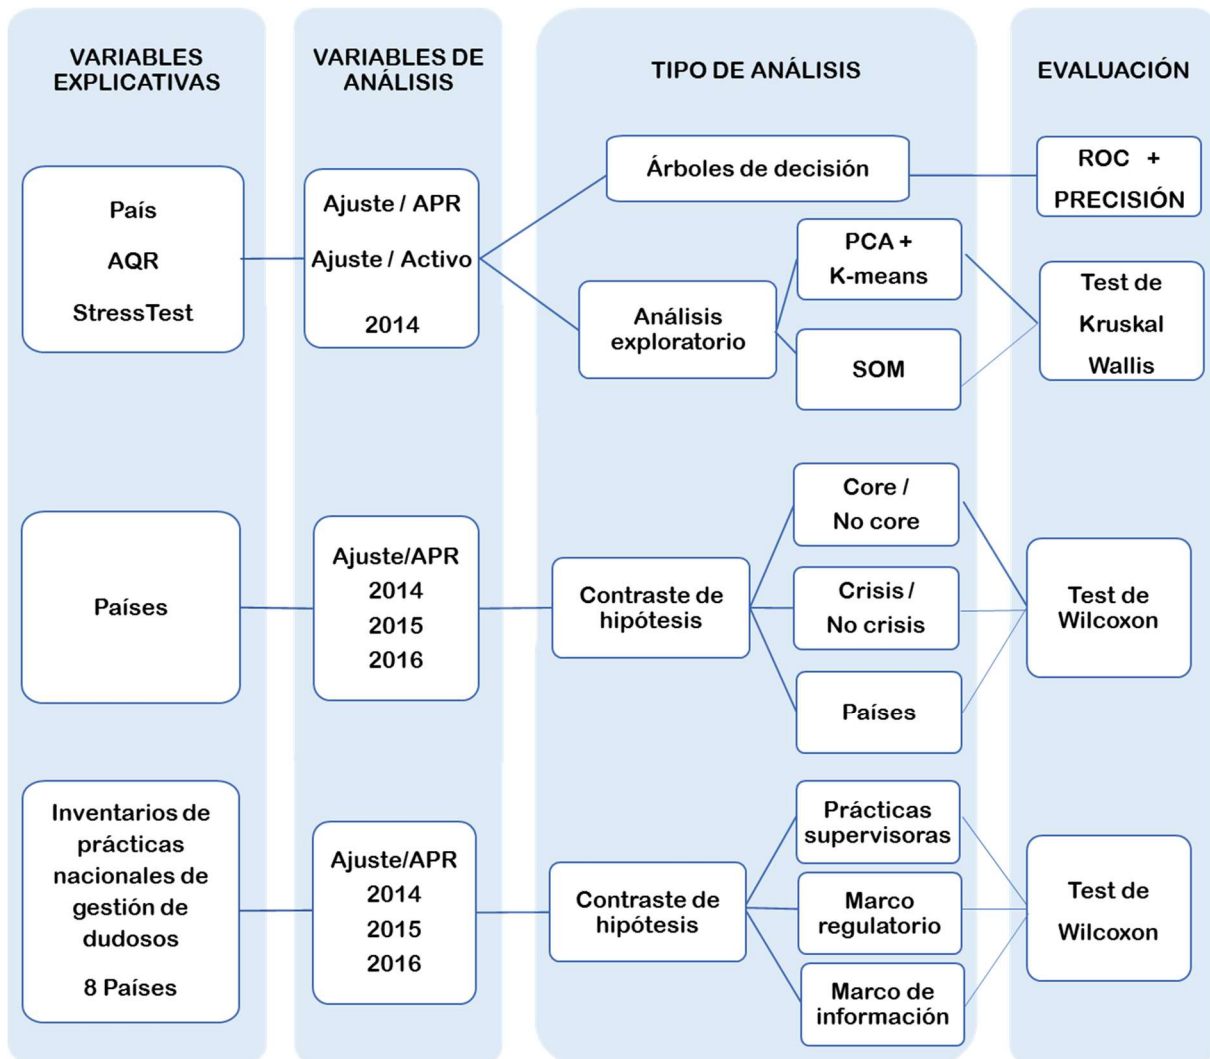 VARIABLES
EXPLICATIVAS
VARIABLES DE
ANÁLISIS
TIPO DE ANÁLISIS
EVALUACIÓN
País
AQR
StressTest
Ajuste / APR
Ajuste / Activo
2014
Árboles de decisión
ROC +
PRECISIÓN
Análisis
exploratorio
PCA +
K-means
SOM
Test de
Kruskal
Wallis
Países
Ajuste/APR
2014
2015
2016
Contraste de
hipótesis
Core /
No core
Crisis /
No crisis
Países
Test de
Wilcoxon
Inventarios de
prácticas
nacionales de
gestión de
dudosos
8 Países
Ajuste/APR
2014
2015
2016
Contraste de
hipótesis
Prácticas
supervisoras
Marco
regulatorio
Marco de
información
Test de
Wilcoxon